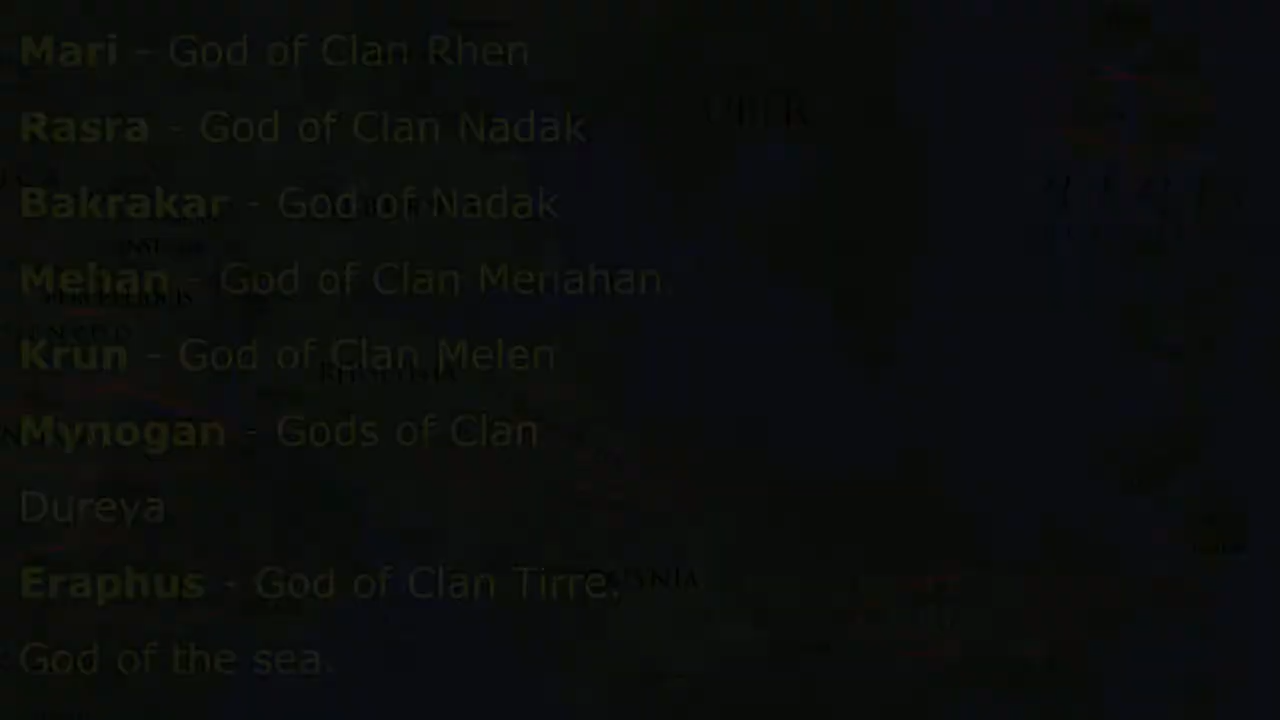 Mari - God of Clan Rhen
Rasra - God of Clan Nadak
Bakrakar - God of Nadak
Mehan - God of Clan Menahan
Krun - God of Clan Melen
Mynogan - Gods of Clan
Dureya
Eraphus - God of Clan Tirre.
God of the sea.